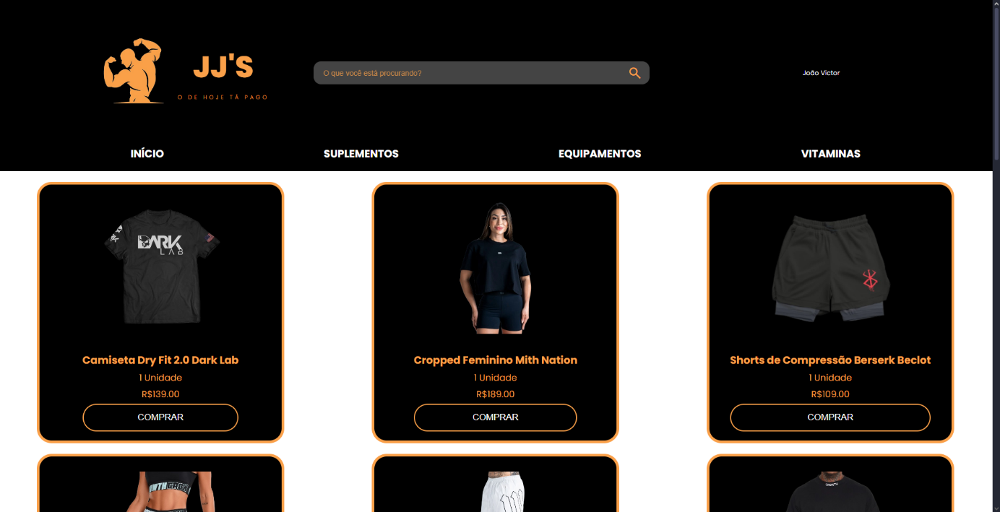 JJ'S
O DE HOJE TÁ PAGO
O que você está procurando?
João Victor
INÍCIO SUPLEMENTOS EQUIPAMENTOS VITAMINAS
DARK
LAB
Camiseta Dry Fit 2.0 Dark Lab
1 Unidade
R$139.00
COMPRAR
Cropped Feminino Mith Nation
1 Unidade
R$189.00
COMPRAR
Shorts de Compressão Berserk Beclot
1 Unidade
R$109.00
COMPRAR
GROWTH